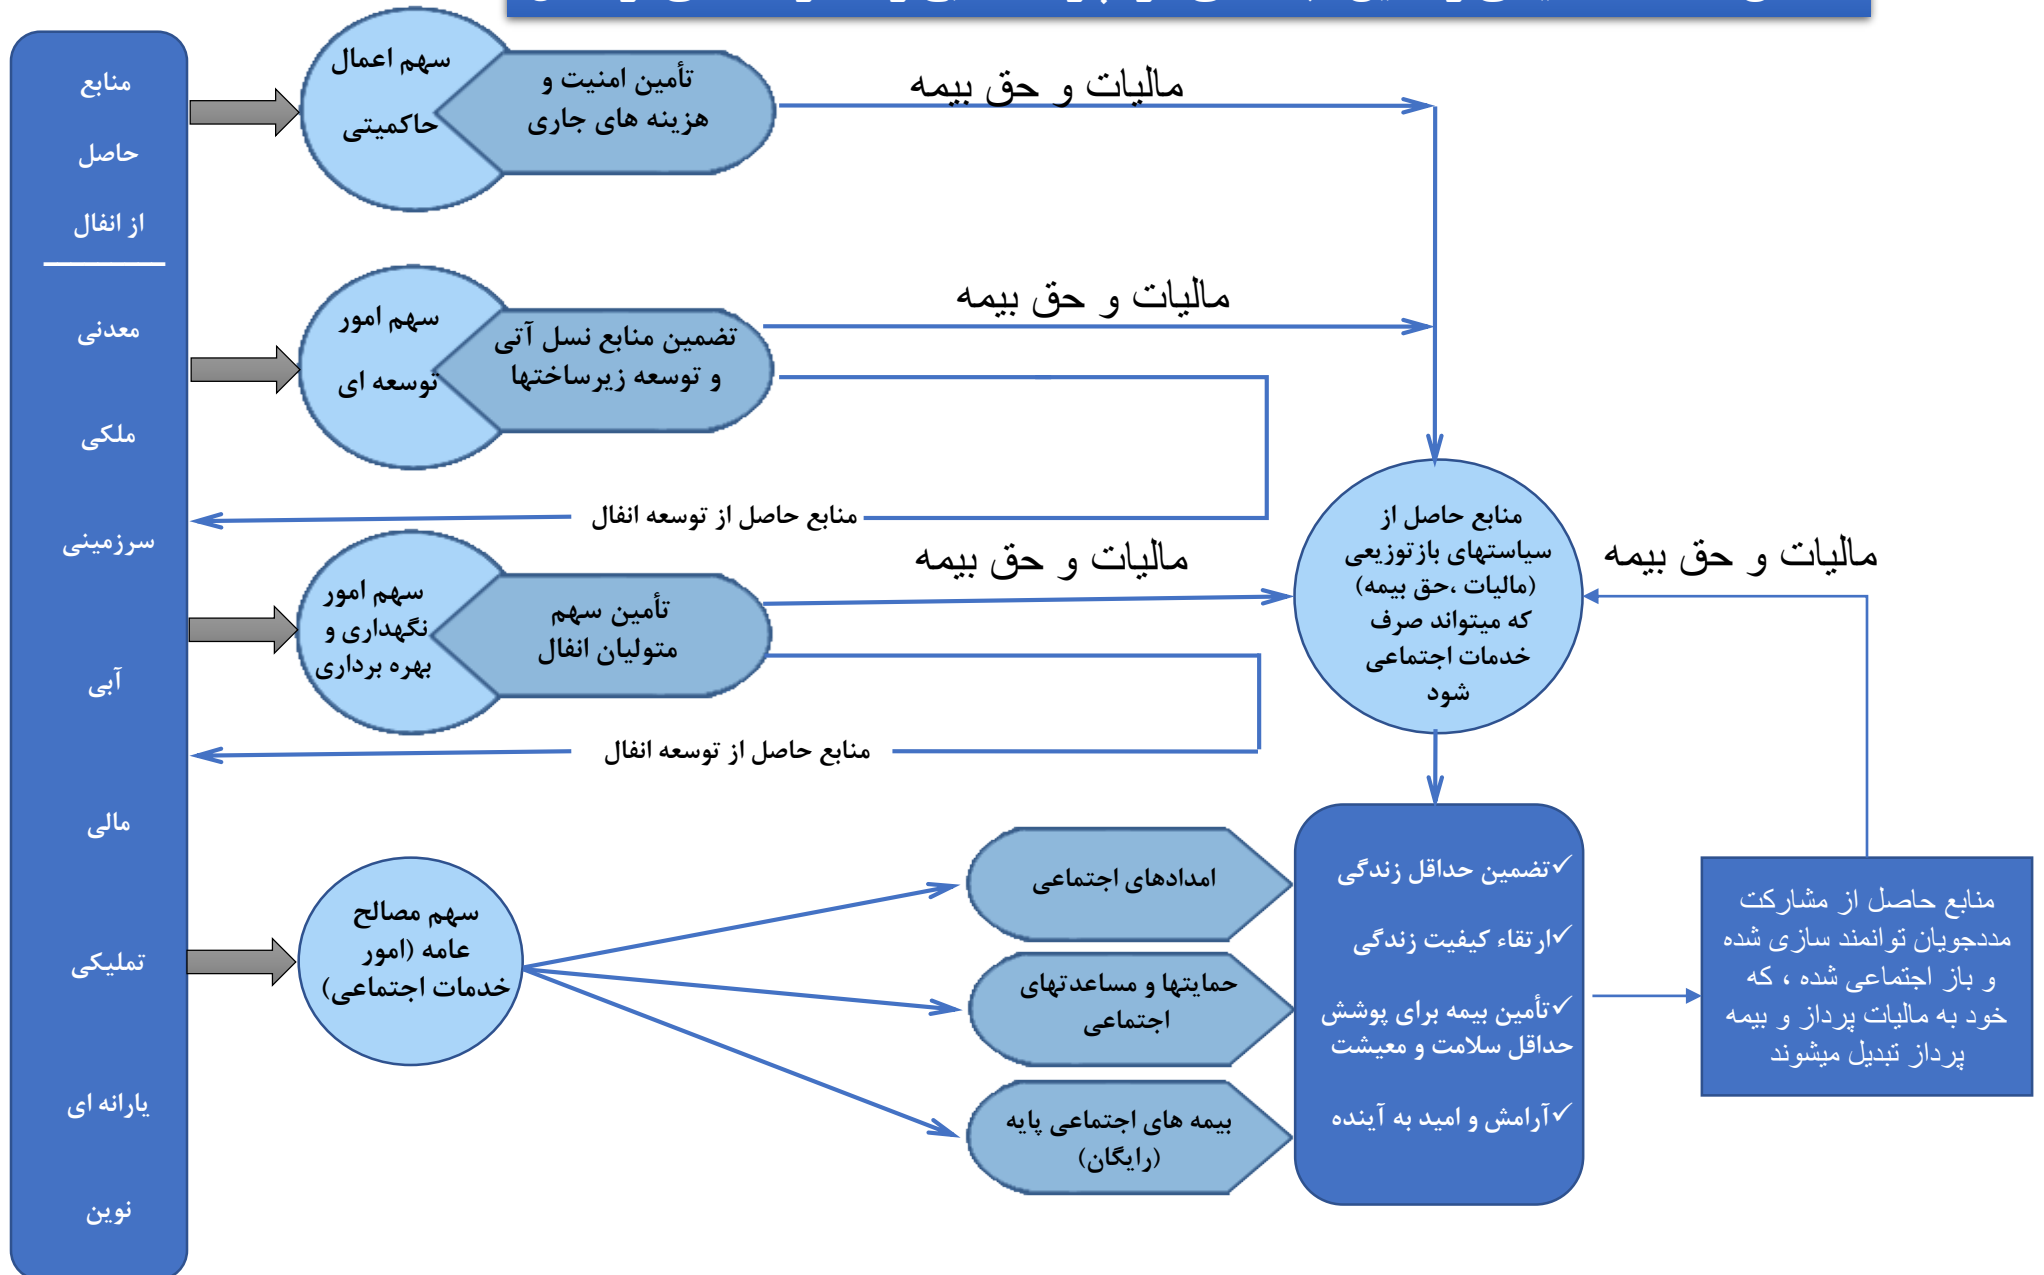 منابع
حاصل
از انفال
معدنی
ملکی
سرزمینی
آبی
مالی
تملیکی
یارانه ای
نوین
سهم اعمال
حاکمیتی
تأمین امنیت و
هزینه های جاری
مالیات و حق بیمه
سهم امور
توسعه ای
تضمین منابع نسل آتی
و توسعه زیرساختها
مالیات و حق بیمه
منابع حاصل از توسعه انفال
سهم امور
نگهداری و
بهره برداری
تأمین سهم
متولیان انفال
مالیات و حق بیمه
منابع حاصل از توسعه انفال
سهم مصالح
عامه (امور
خدمات اجتماعی)
امدادهای اجتماعی
حمایتها و مساعدتهای
اجتماعی
بیمه های اجتماعی پایه
(رایگان)
منابع حاصل از
سیاستهای بازتوزیعی
(مالیات ،حق بیمه)
که میتواند صرف
خدمات اجتماعی
شود
مالیات و حق بیمه
✓تضمین حداقل زندگی
✓ارتقاء کیفیت زندگی
✓تأمین بیمه برای پوشش
حداقل سلامت و معیشت
✓آرامش و امید به آینده
منابع حاصل از مشارکت
مددجویان توانمند سازی شده
و باز اجتماعی شده ، که
خود به مالیات پرداز و بیمه
پرداز تبدیل میشوند